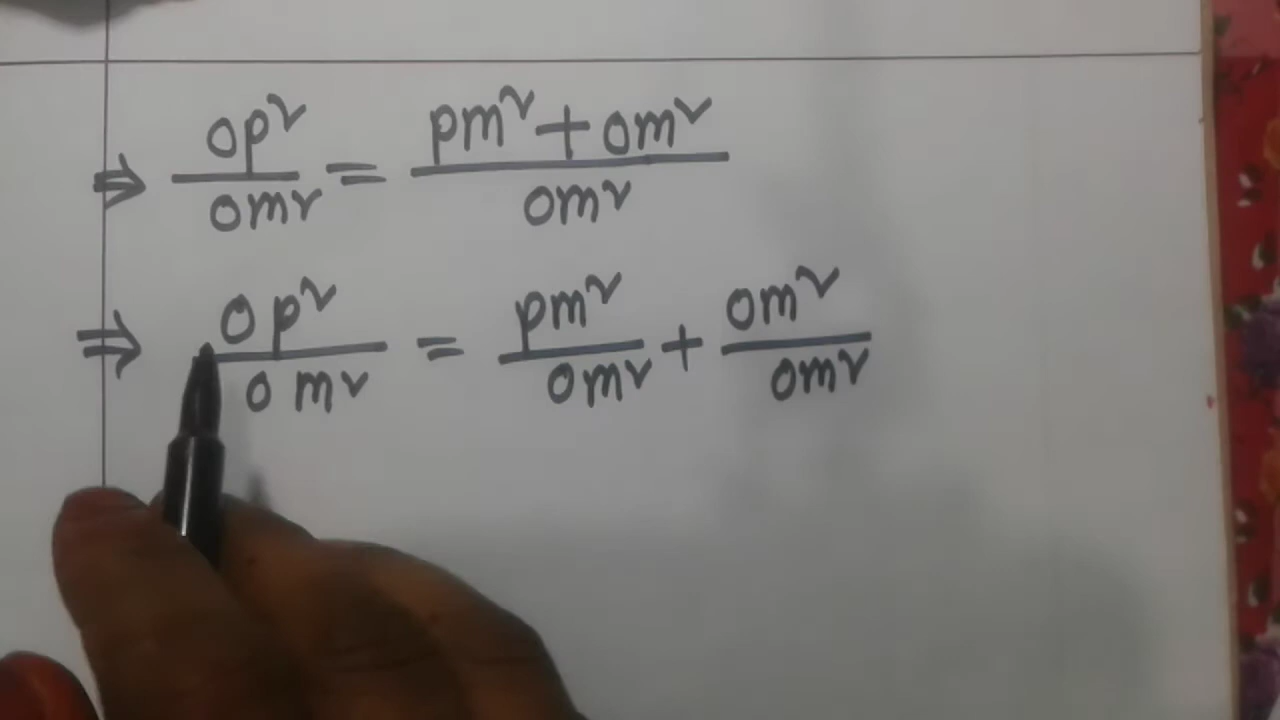 ⇒ OP²/OM² = PM² + OM²/OM²
⇒ OP²/OM² = PM²/OM² + OM²/OM²